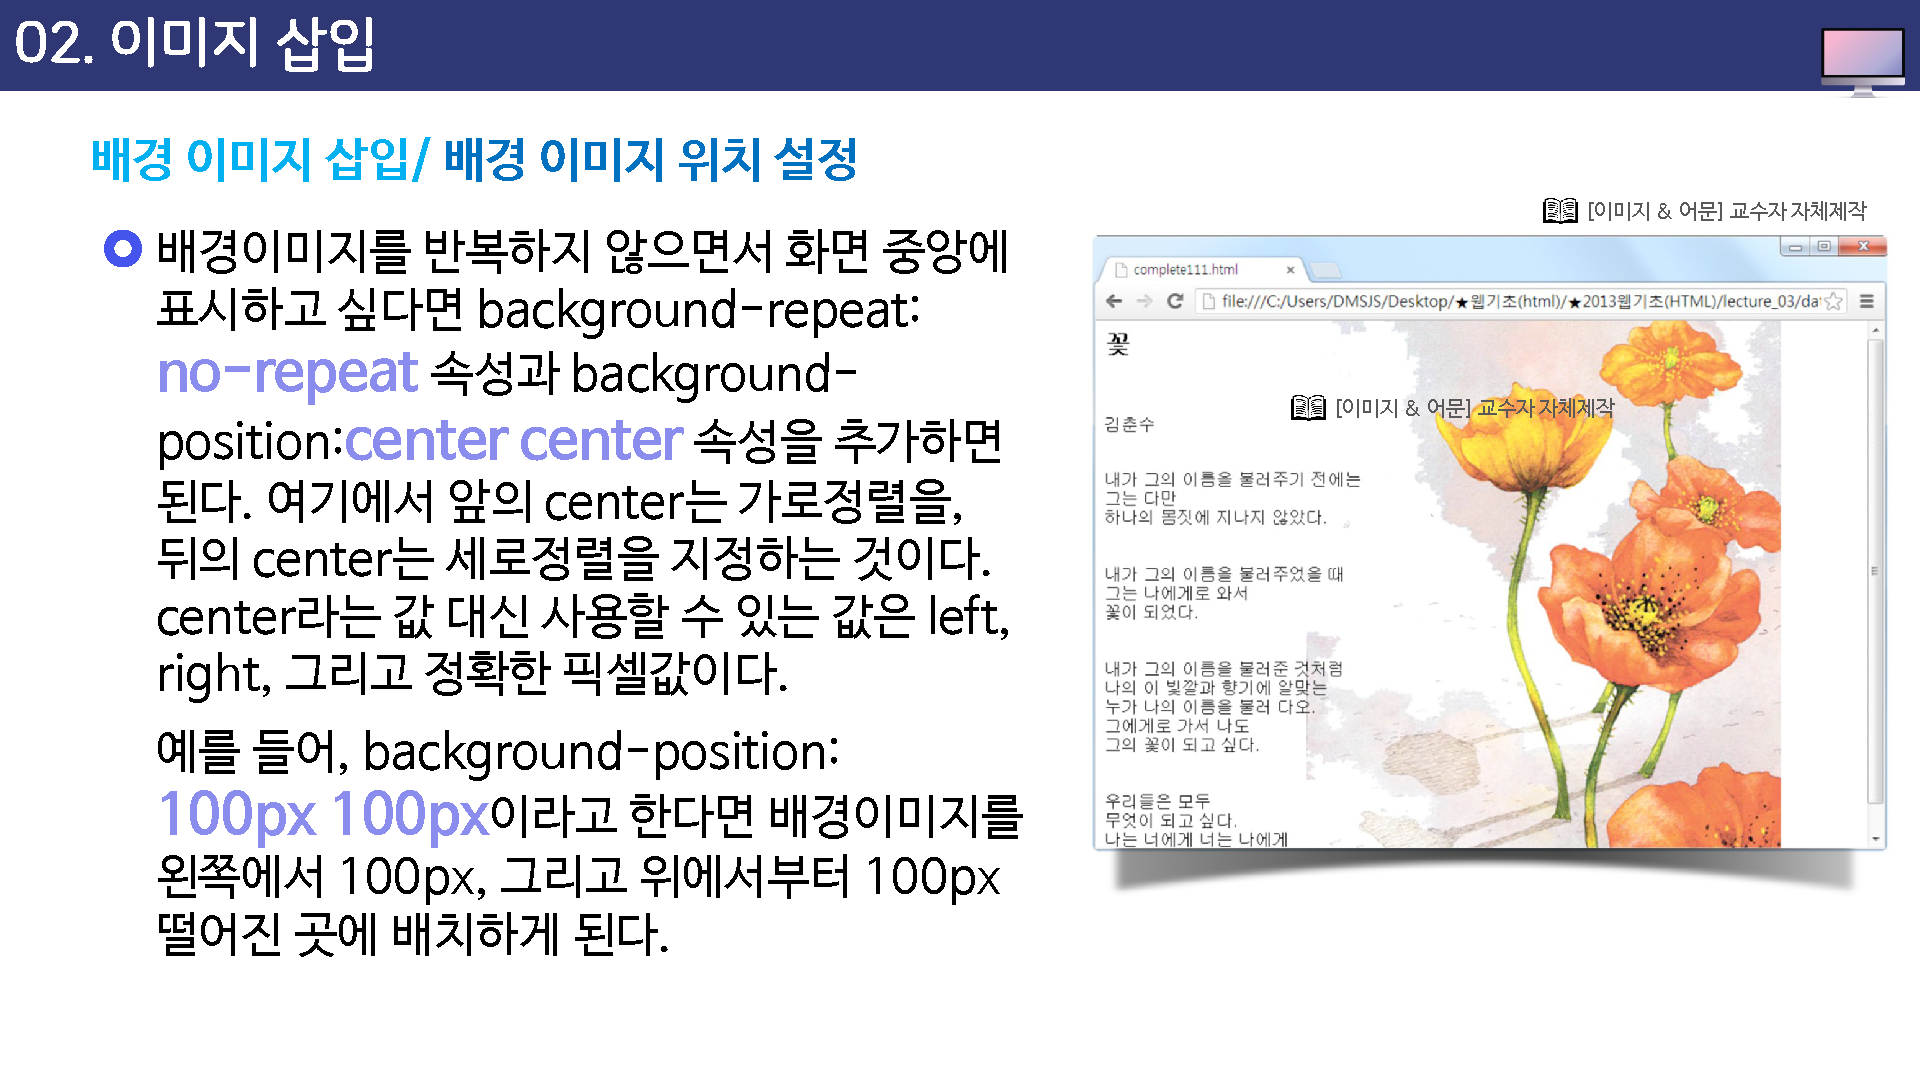 02. 이미지 삽입
배경 이미지 삽입/ 배경 이미지 위치 설정
배경이미지를 반복하지 않으면서 화면 중앙에
표시하고 싶다면 background-repeat:
no-repeat 속성과 background-
position:center center 속성을 추가하면
된다. 여기에서 앞의 center는 가로정렬을,
뒤의 center는 세로정렬을 지정하는 것이다.
center라는 값 대신 사용할 수 있는 값은 left,
right, 그리고 정확한 픽셀값이다.
예를 들어, background-position:
100px 100px이라고 한다면 배경이미지를
왼쪽에서 100px, 그리고 위에서부터 100px
떨어진 곳에 배치하게 된다.
[이미지 & 어문] 교수자 자체제작
complete111.html
file:///C:/Users/DMSJS/Desktop/★웹기초(html)/★2013웹기초(HTML)/lecture_03/da
꽃
[이미지 & 어문] 교수자 자체제작
김춘수
내가 그의 이름을 불러주기 전에는
그는 다만
하나의 몸짓에 지나지 않았다.
내가 그의 이름을 불러주었을 때
그는 나에게로 와서
꽃이 되었다.
내가 그의 이름을 불러준 것처럼
나의 이 빛깔과 향기에 알맞는
누가 나의 이름을 불러 다오.
그에게로 가서 나도
그의 꽃이 되고 싶다.
우리들은 모두
무엇이 되고 싶다.
나는 너에게 너는 나에게